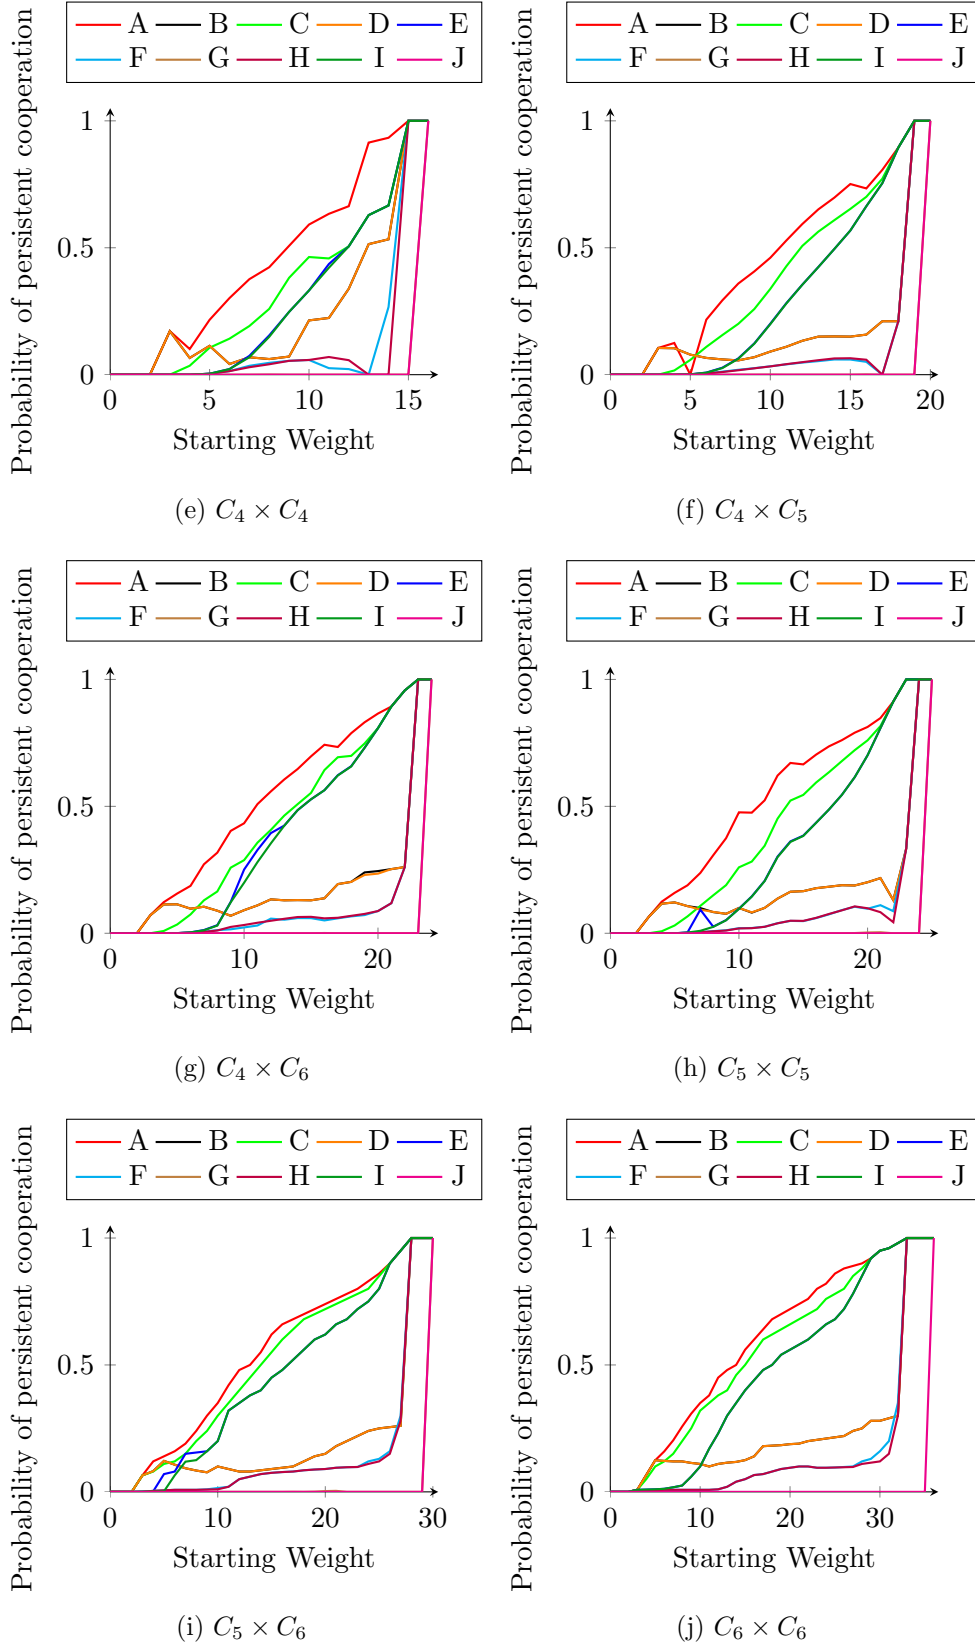 A B C D E
F G H I J
A B C D E
F G H I J
Probability of persistent cooperation
1
0.5
0
0 5 10 15
Starting Weight
(e) C4 × C4
Probability of persistent cooperation
1
0.5
0
0 5 10 15 20
Starting Weight
(f) C4 × C5
A B C D E
F G H I J
A B C D E
F G H I J
Probability of persistent cooperation
1
0.5
0
0 10 20
Starting Weight
(g) C4 × C6
Probability of persistent cooperation
1
0.5
0
0 10 20
Starting Weight
(h) C5 × C5
A B C D E
F G H I J
A B C D E
F G H I J
Probability of persistent cooperation
1
0.5
0
0 10 20 30
Starting Weight
(i) C5 × C6
Probability of persistent cooperation
1
0.5
0
0 10 20 30
Starting Weight
(j) C6 × C6